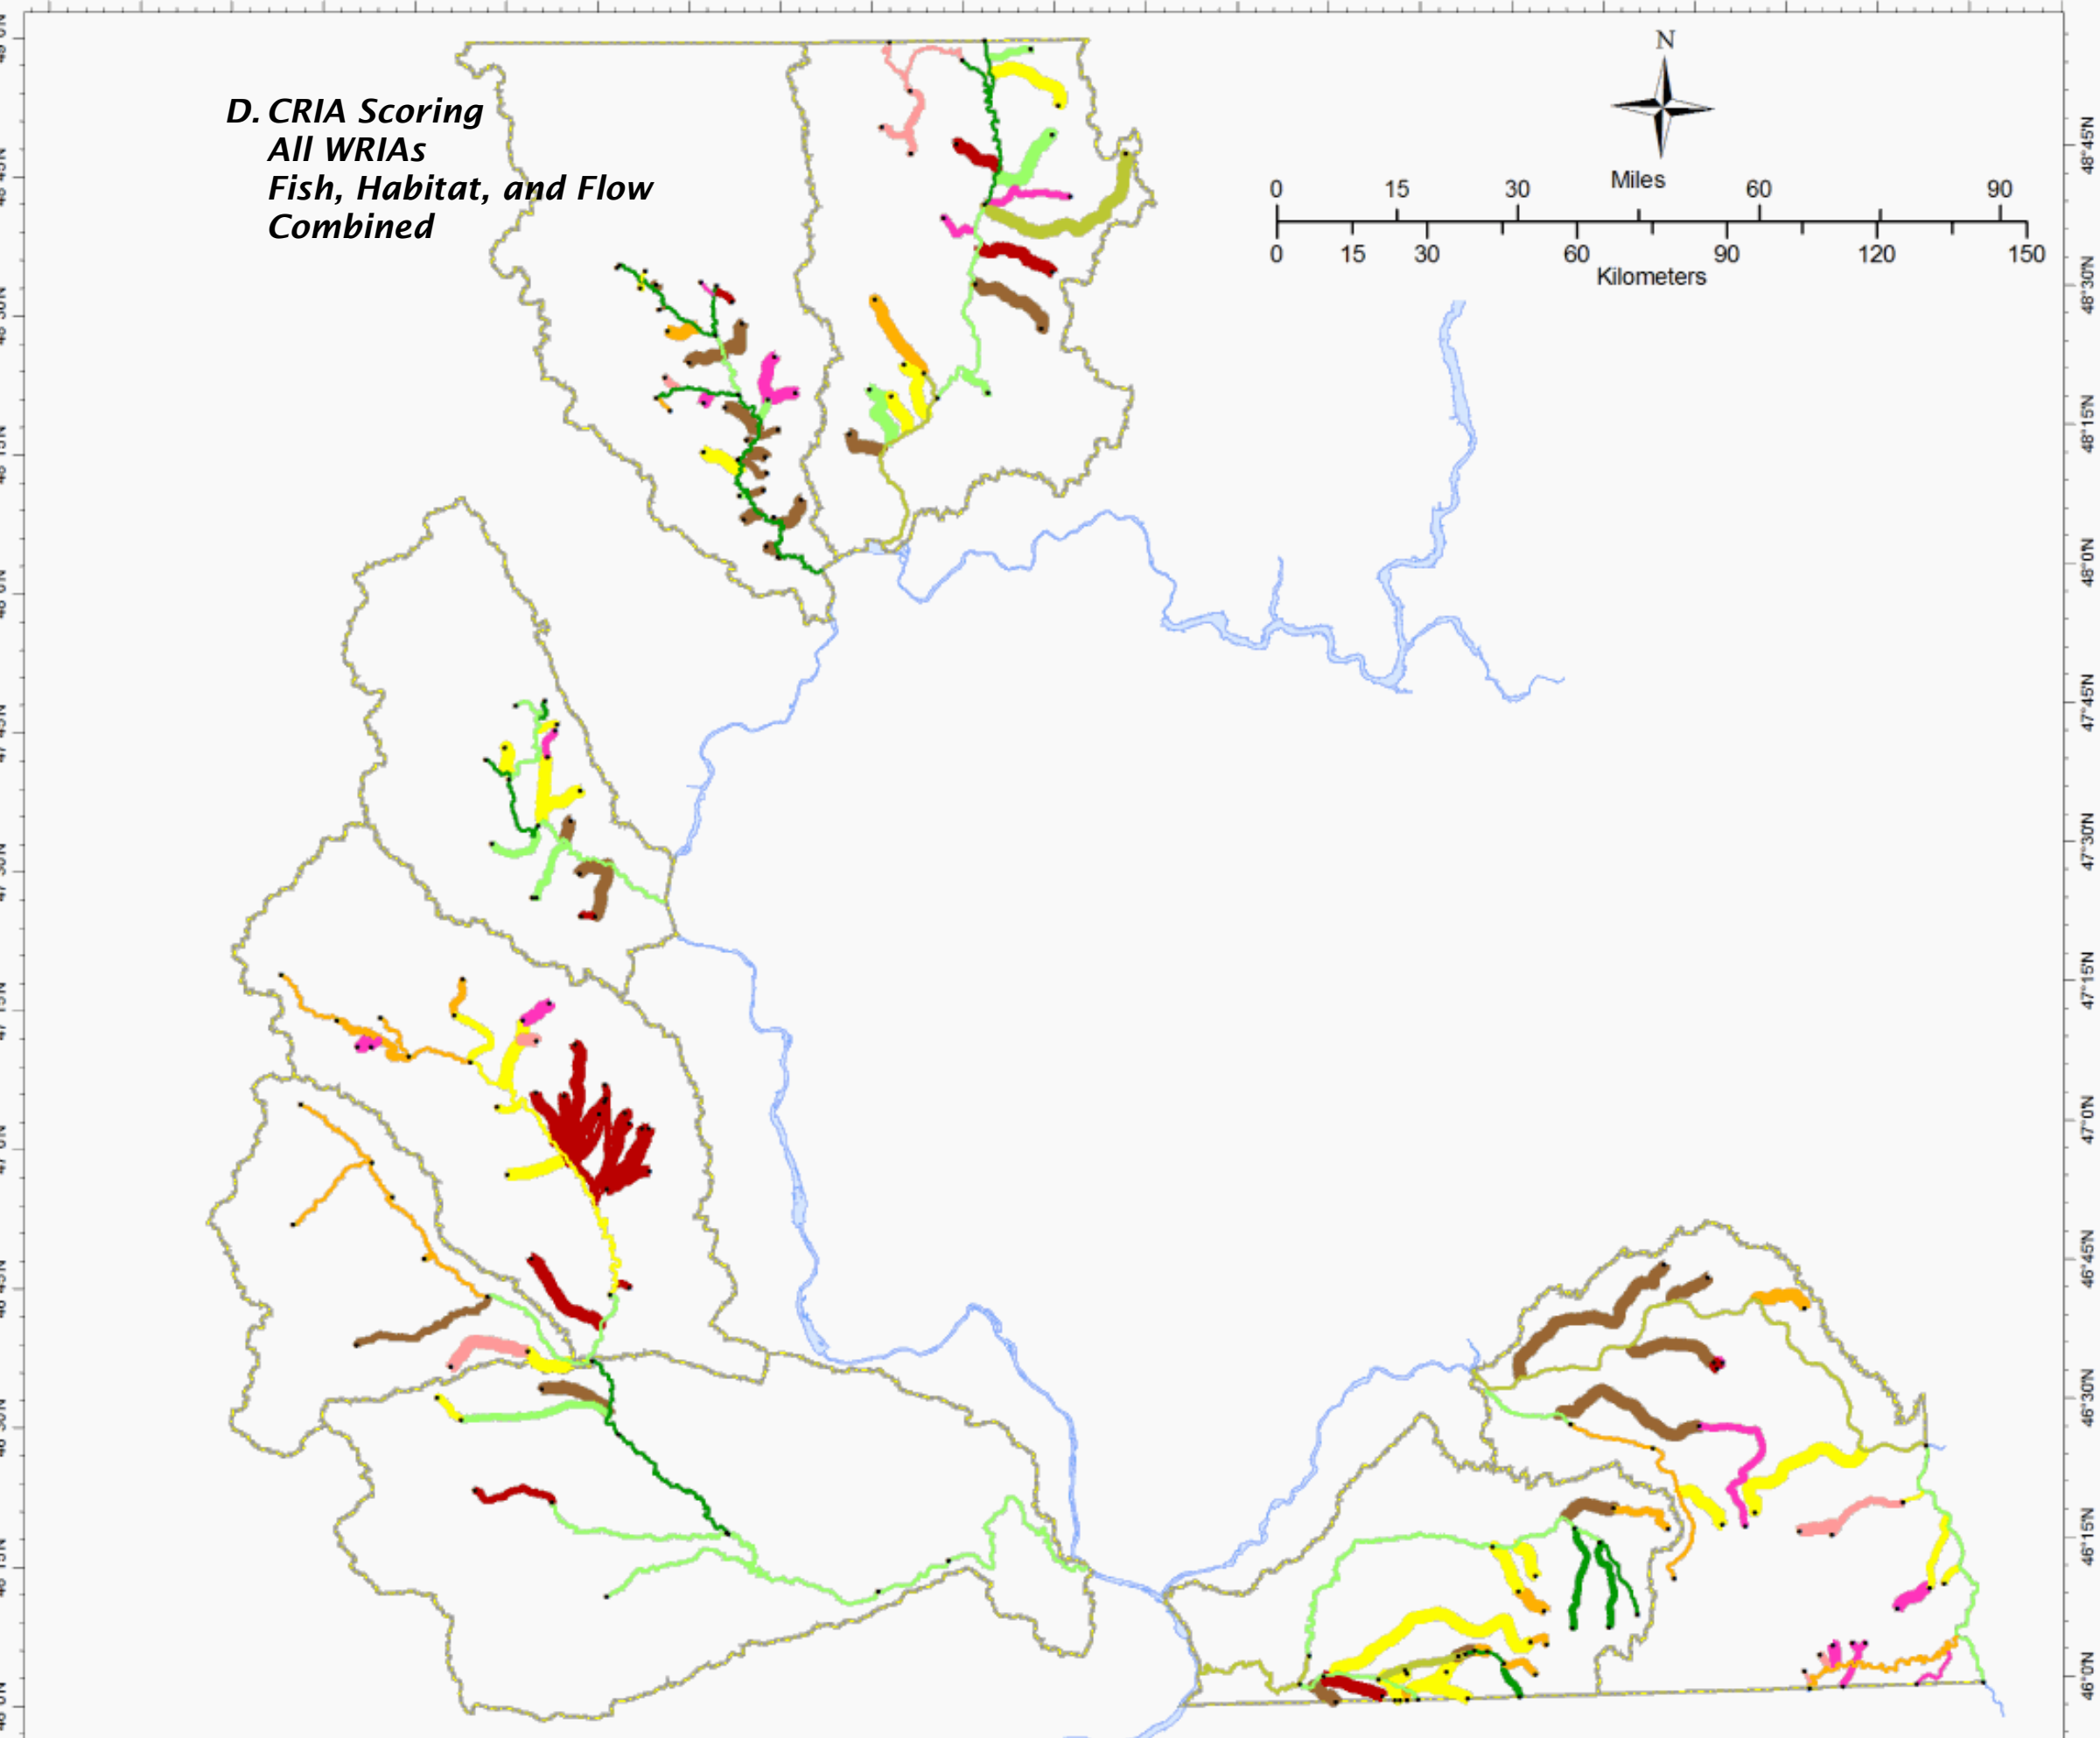 D. CRIA Scoring
All WRIAs
Fish, Habitat, and Flow
Combined
N
Miles
0 15 30 60 90
0 15 30 60 90 120 150
Kilometers
48°45'N
48°30'N
48°15'N
48°0'N
47°45'N
47°30'N
47°15'N
47°0'N
46°45'N
46°30'N
46°15'N
46°0'N